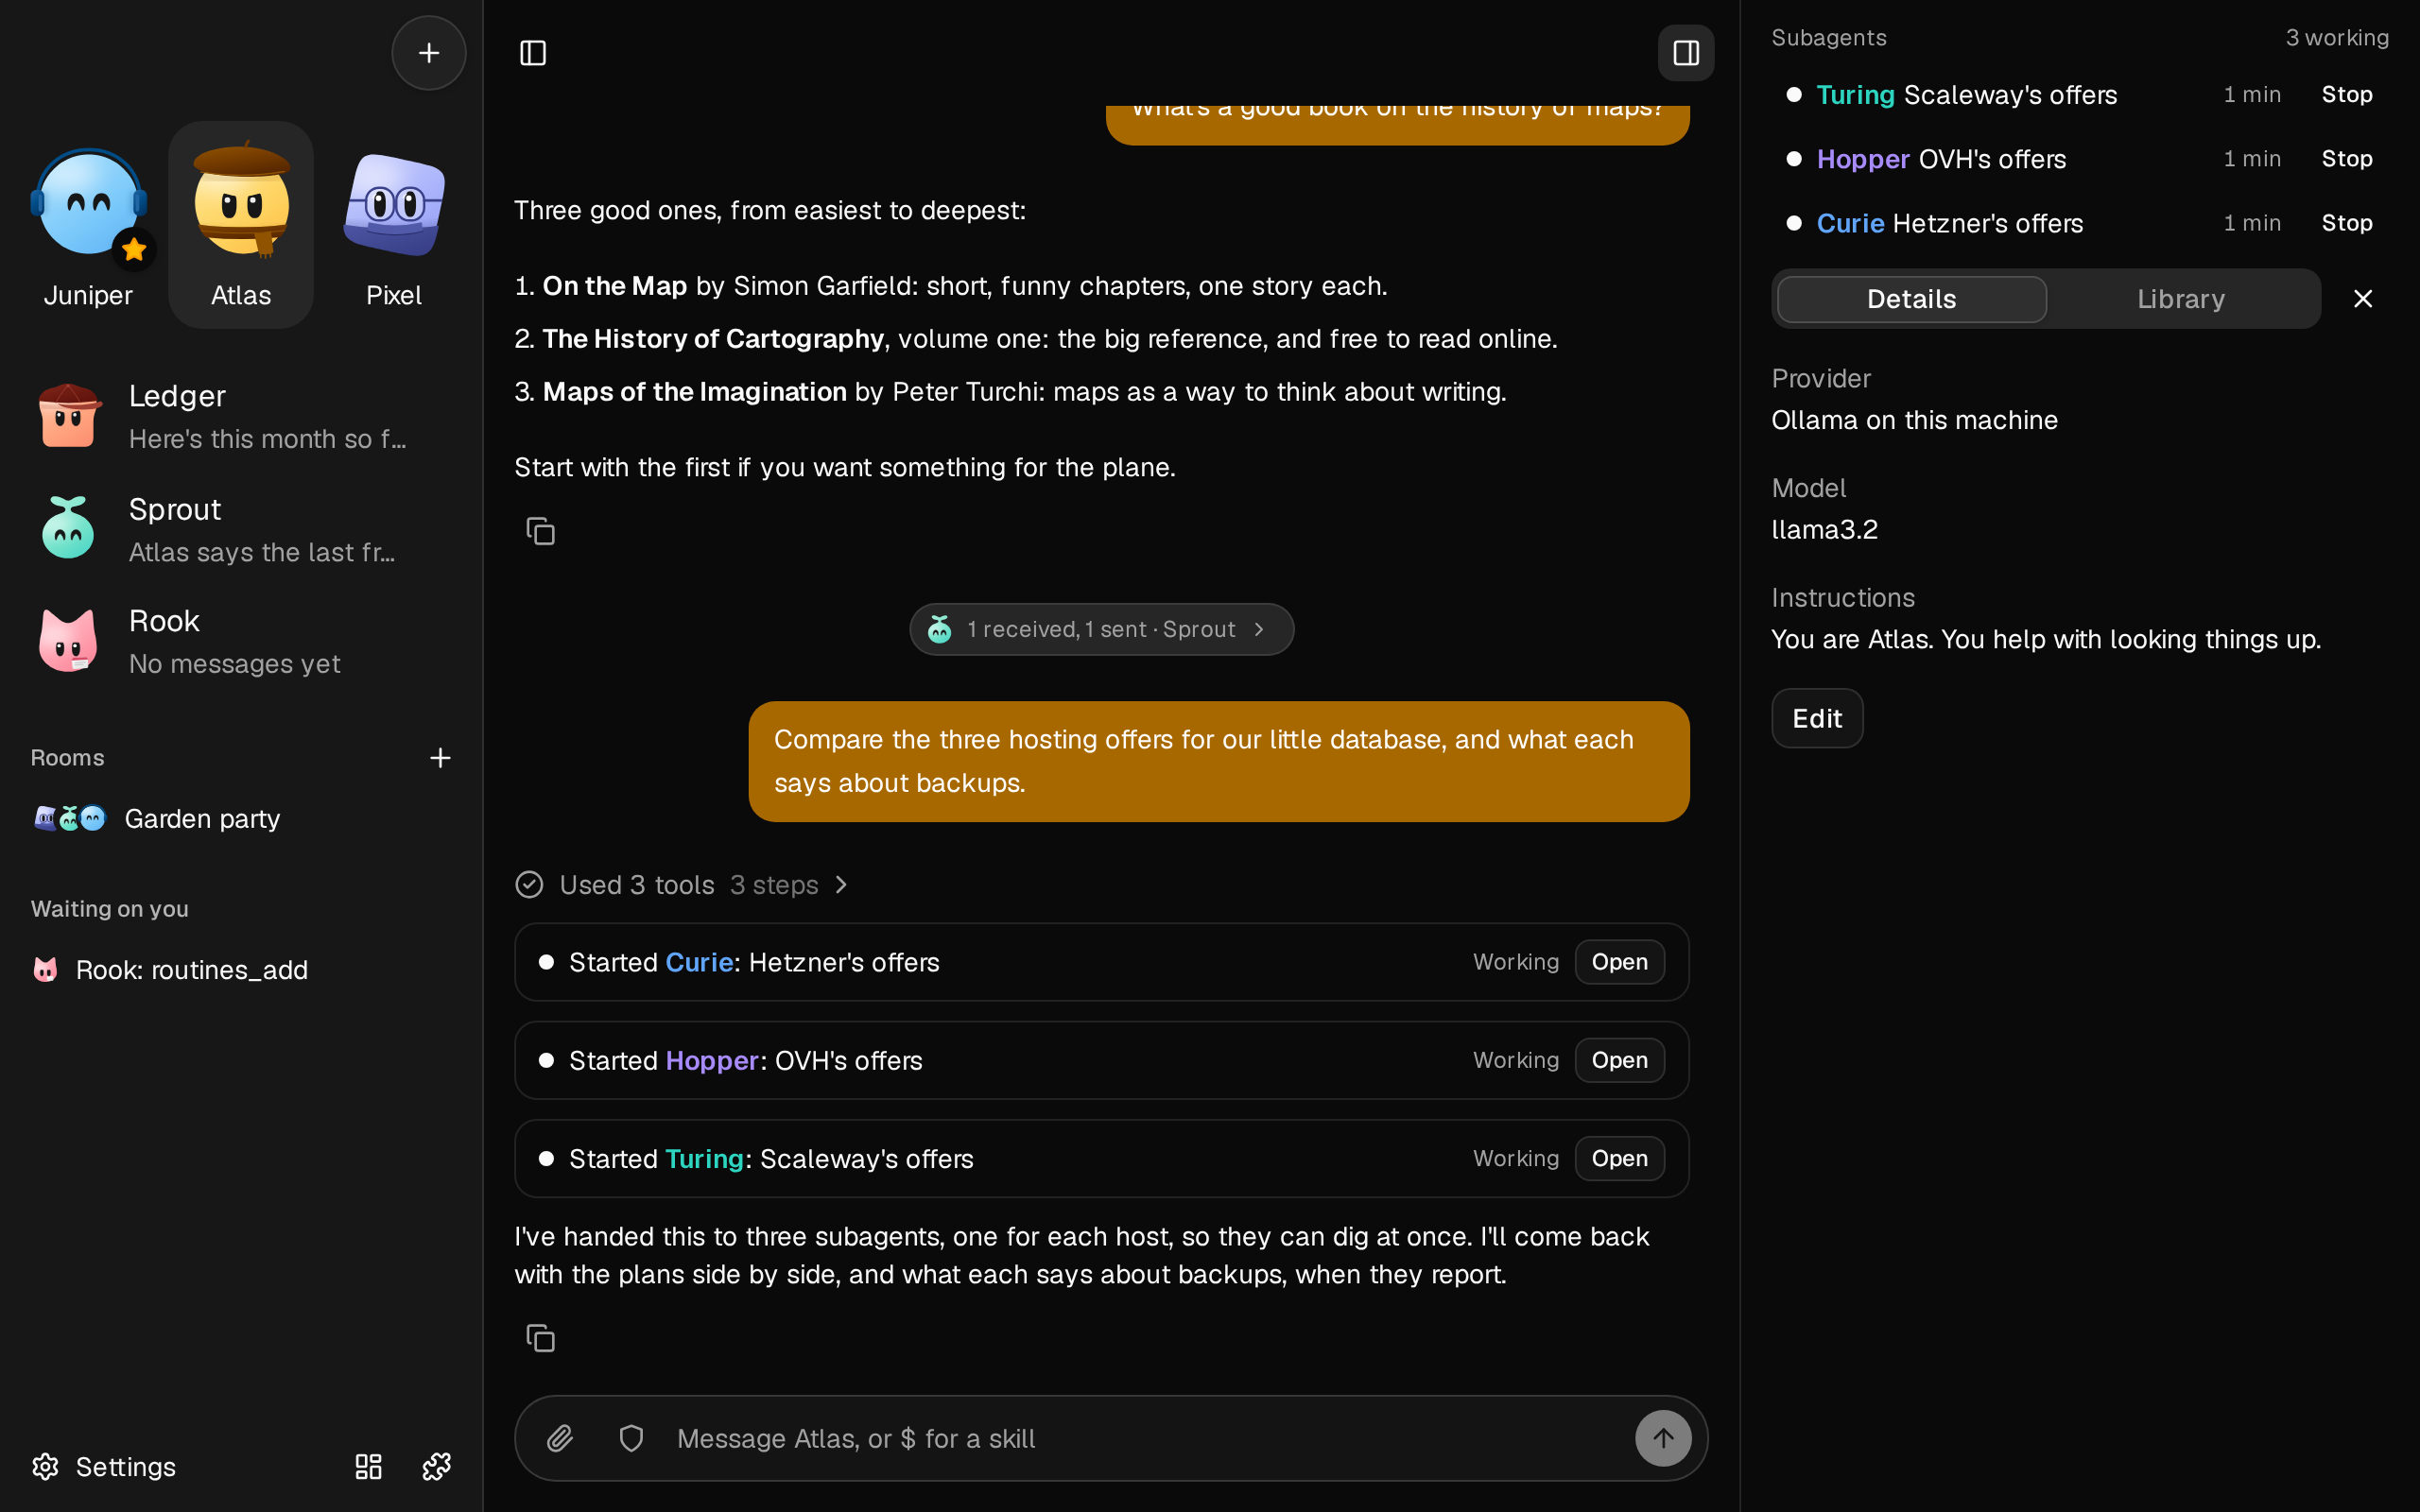 Juniper
Atlas
Pixel
Ledger
Here's this month so f...
Sprout
Atlas says the last fr...
Rook
No messages yet
Rooms
Garden party
Waiting on you
Rook: routines_add
Settings
What's a good book on the history of maps?
Three good ones, from easiest to deepest:
1. On the Map by Simon Garfield: short, funny chapters, one story each.
2. The History of Cartography, volume one: the big reference, and free to read online.
3. Maps of the Imagination by Peter Turchi: maps as a way to think about writing.
Start with the first if you want something for the plane.
1 received, 1 sent · Sprout
Compare the three hosting offers for our little database, and what each
says about backups.
Used 3 tools 3 steps
Started Curie: Hetzner's offers Working Open
Started Hopper: OVH's offers Working Open
Started Turing: Scaleway's offers Working Open
I've handed this to three subagents, one for each host, so they can dig at once. I'll come back
with the plans side by side, and what each says about backups, when they report.
Message Atlas, or $ for a skill
Subagents 3 working
Turing Scaleway's offers 1 min Stop
Hopper OVH's offers 1 min Stop
Curie Hetzner's offers 1 min Stop
Details Library
Provider
Ollama on this machine
Model
llama3.2
Instructions
You are Atlas. You help with looking things up.
Edit